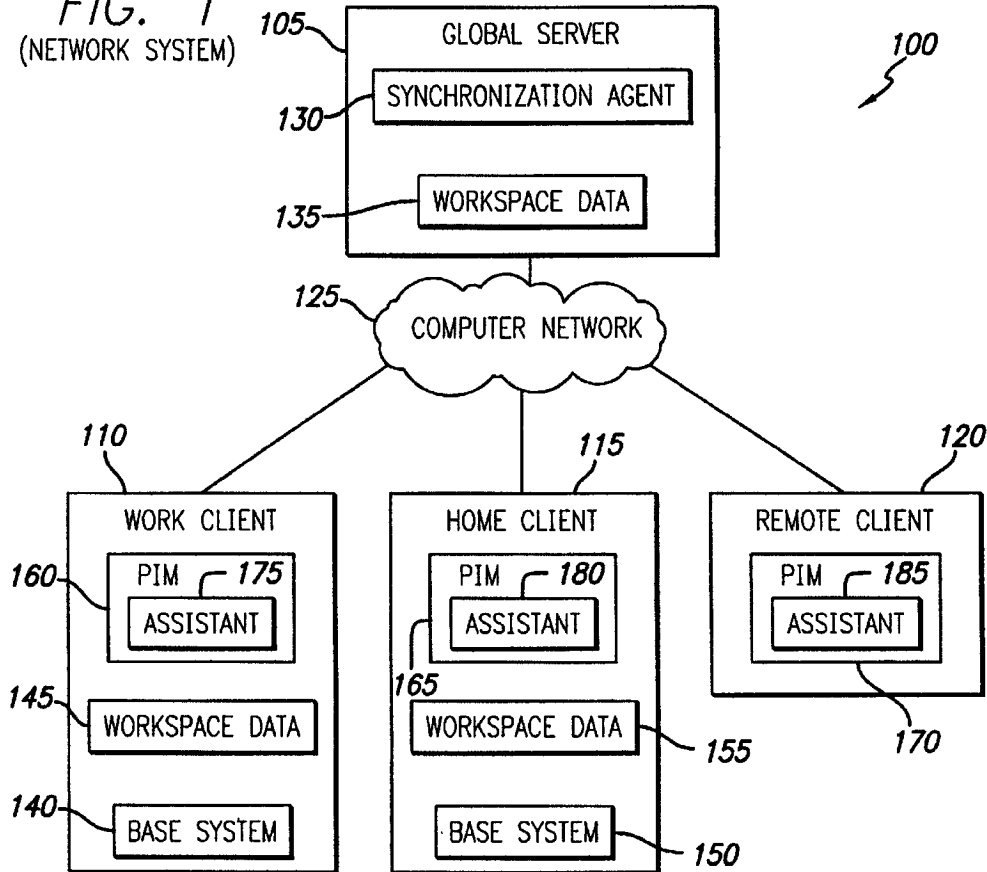 FIG. 1
(NETWORK SYSTEM)
105
GLOBAL SERVER
100
SYNCHRONIZATION AGENT
130
WORKSPACE DATA
135
125
COMPUTER NETWORK
110
115
120
WORK CLIENT
HOME CLIENT
REMOTE CLIENT
160
PIM
175
ASSISTANT
PIM
180
ASSISTANT
165
PIM
185
ASSISTANT
170
145
WORKSPACE DATA
WORKSPACE DATA
155
140
BASE SYSTEM
BASE SYSTEM
150